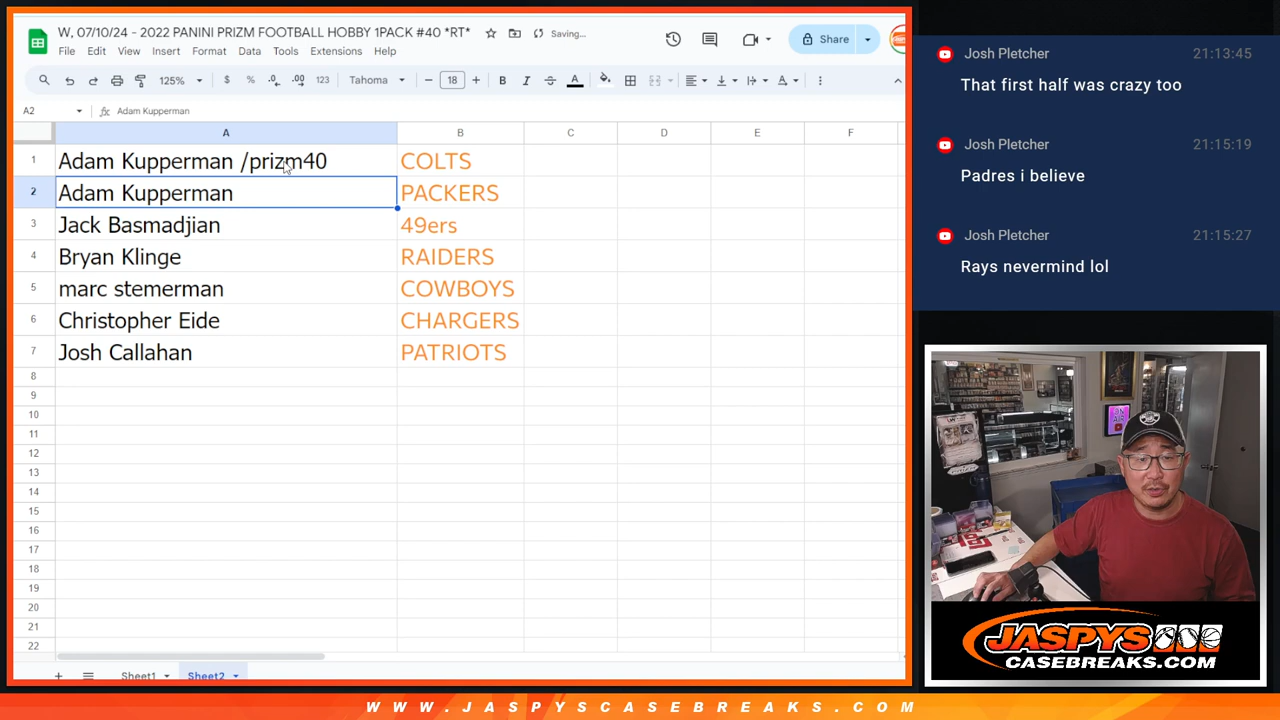 W, 07/10/24 - 2022 PANINI PRIZM FOOTBALL HOBBY 1PACK #40 *RT*
Saving...
File Edit View Insert Format Data Tools Extensions Help
Share
125% $ % .0 .00 123 Tahoma 18 B I A
A2 fx Adam Kupperman
A B C D E F
1 Adam Kupperman /prizm40 COLTS
2 Adam Kupperman PACKERS
3 Jack Basmadjian 49ers
4 Bryan Klinge RAIDERS
5 marc stemerman COWBOYS
6 Christopher Eide CHARGERS
7 Josh Callahan PATRIOTS
8
9
10
11
12
13
14
15
16
17
18
19
20
21
22
Sheet1 Sheet2
Josh Pletcher 21:13:45
That first half was crazy too
Josh Pletcher 21:15:19
Padres i believe
Josh Pletcher 21:15:27
Rays nevermind lol
JASPYS
CASEBREAKS.COM
WWW.JASPYSCASEBREAKS.COM